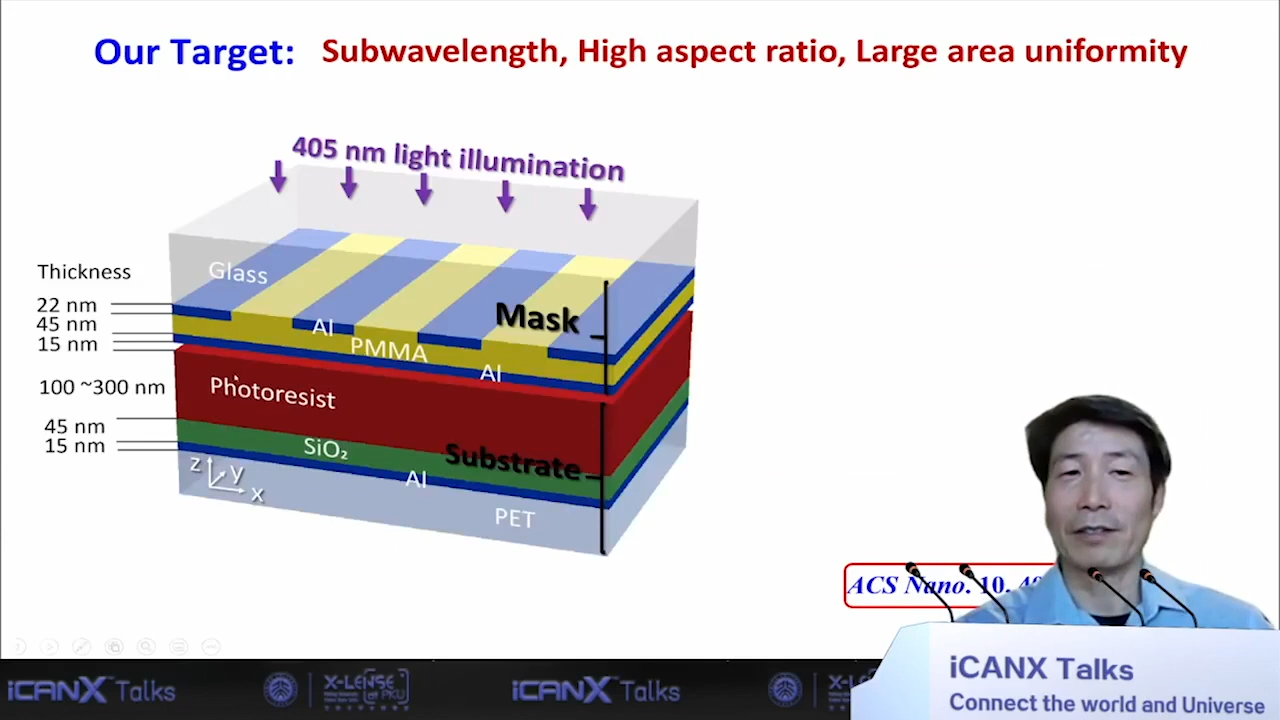 Our Target: Subwavelength, High aspect ratio, Large area uniformity
405 nm light illumination
Thickness
22 nm
45 nm
15 nm
100 ~300 nm
45 nm
15 nm
Glass
Al
PMMA
Al
Mask
Photoresist
SiO₂
Al
Substrate
PET
z
y
x
ACS Nano. 10.
iCANX Talks
X-LENSE
at PKU
iCANX Talks
iCANX Talks
Connect the world and Universe